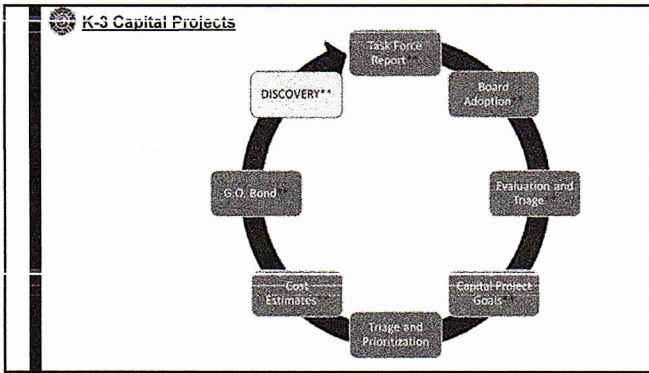 K-3 Capital Projects
Task Force
Report**
Board
Adoption**
Evaluation and
Triage
Capital Project
Goals**
Triage and
Prioritization
Cost
Estimates
G.O. Bond**
DISCOVERY**